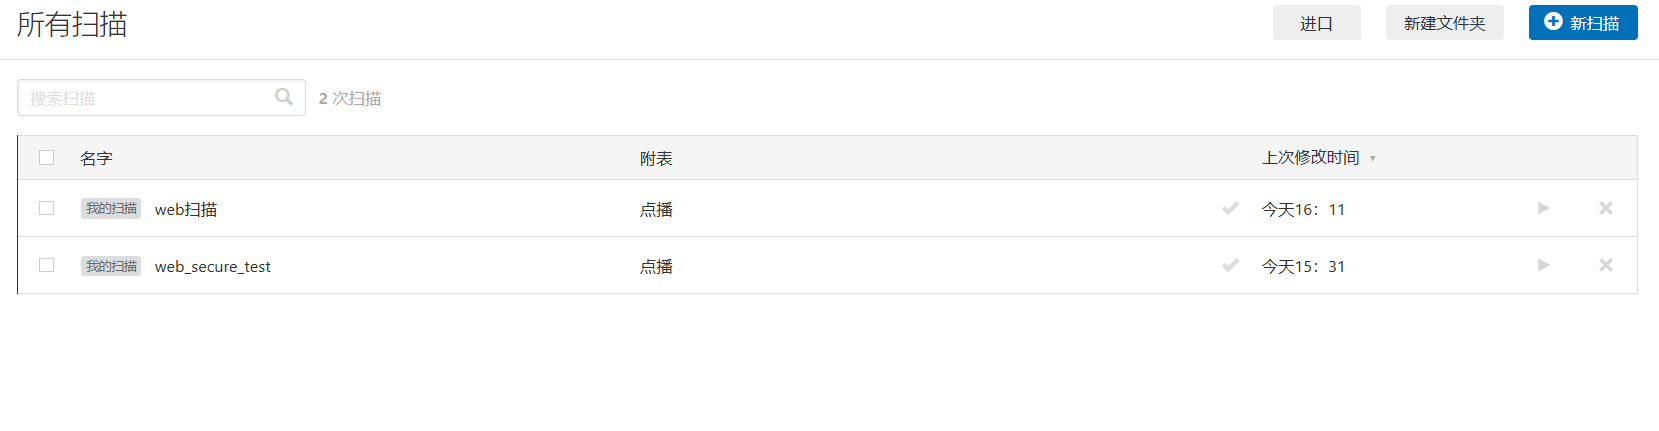 所有扫描
进口 新建文件夹 新扫描
搜索扫描 2 次扫描
名字 附表 上次修改时间
我的扫描 web扫描 点播 今天16：11
我的扫描 web_secure_test 点播 今天15：31